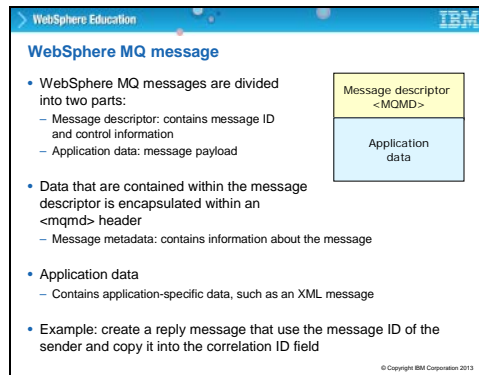 WebSphere Education
IBM
WebSphere MQ message
• WebSphere MQ messages are divided
into two parts:
– Message descriptor: contains message ID
and control information
– Application data: message payload
Message descriptor
<MQMD>
Application
data
• Data that are contained within the message
descriptor is encapsulated within an
<mqmd> header
– Message metadata: contains information about the message
• Application data
– Contains application-specific data, such as an XML message
• Example: create a reply message that use the message ID of the
sender and copy it into the correlation ID field
© Copyright IBM Corporation 2013